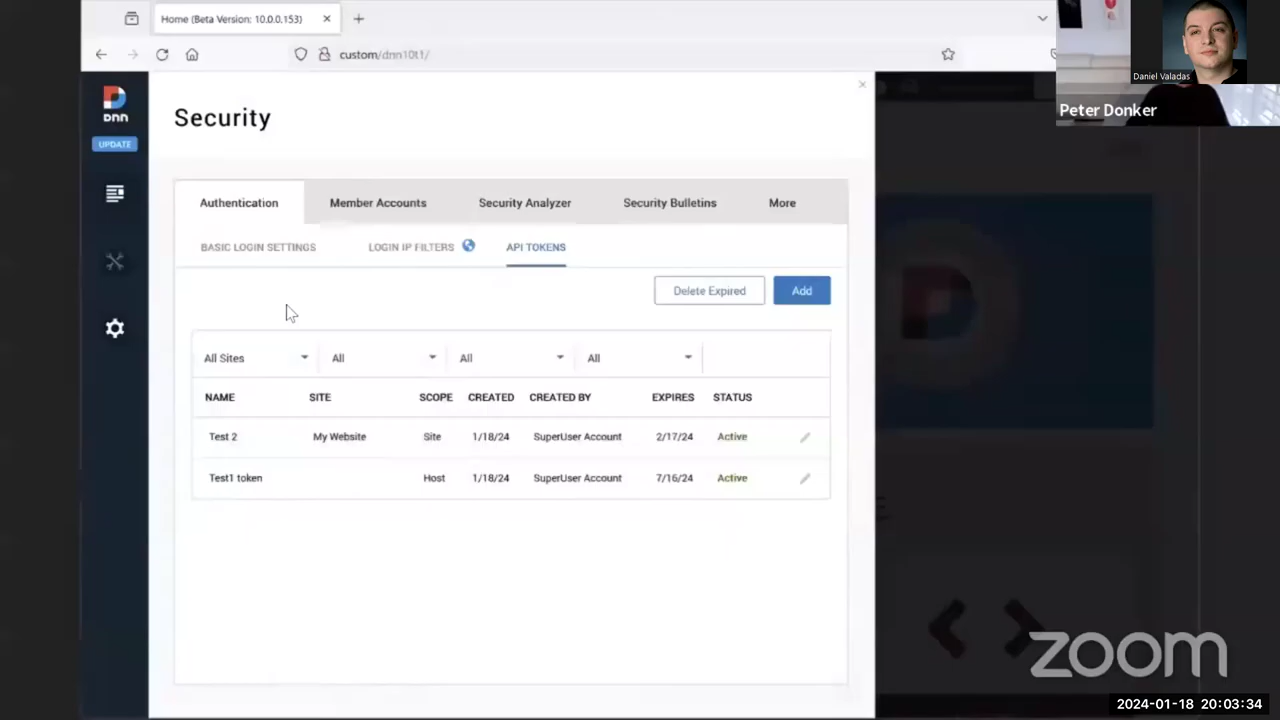 Home (Beta Version: 10.0.0.153)
custom/dnn10t1/
Daniel Valadas
Peter Donker
DNN
UPDATE
Security
Authentication Member Accounts Security Analyzer Security Bulletins More
BASIC LOGIN SETTINGS LOGIN IP FILTERS API TOKENS
Delete Expired Add
All Sites All All All
NAME SITE SCOPE CREATED CREATED BY EXPIRES STATUS
Test 2 My Website Site 1/18/24 SuperUser Account 2/17/24 Active
Test1 token Host 1/18/24 SuperUser Account 7/16/24 Active
zoom
2024-01-18 20:03:34